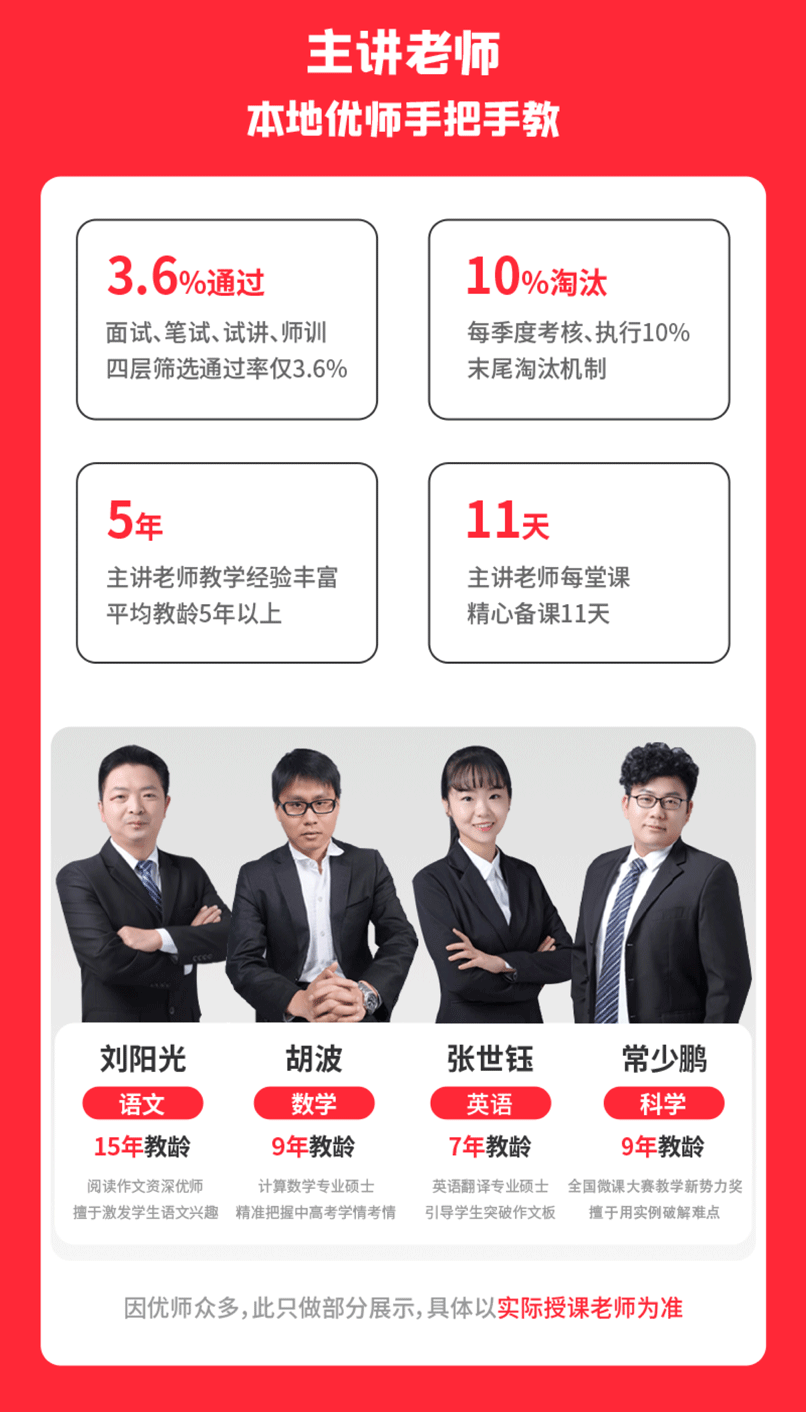 主讲老师
本地优师手把手教
3.6%通过
面试、笔试、试讲、师训
四层筛选通过率仅3.6%
10%淘汰
每季度考核、执行10%
末尾淘汰机制
5年
主讲老师教学经验丰富
平均教龄5年以上
11天
主讲老师每堂课
精心备课11天
刘阳光
语文
15年教龄
阅读作文资深优师
擅于激发学生语文兴趣
胡波
数学
9年教龄
计算数学专业硕士
精准把握中高考学情考情
张世钰
英语
7年教龄
英语翻译专业硕士
引导学生突破作文板
常少鹏
科学
9年教龄
全国微课大赛教学新势力奖
擅于用实例破解难点
因优师众多,此只做部分展示,具体以实际授课老师为准